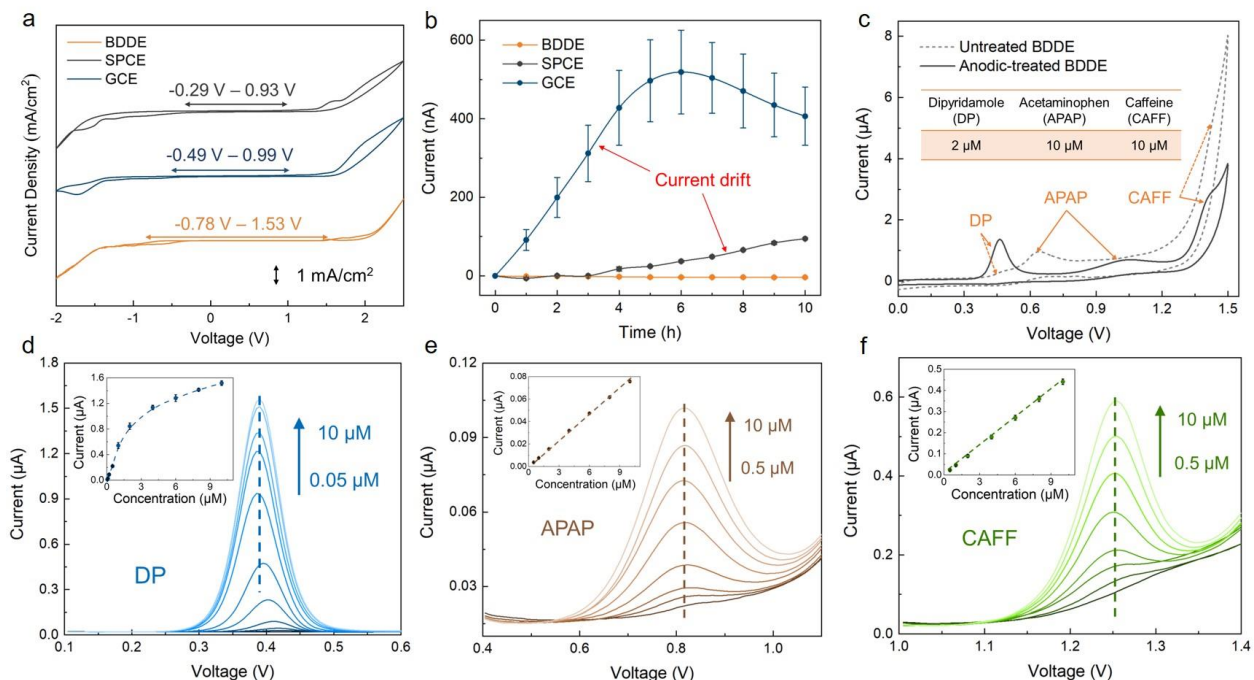 a
BDDE
SPCE
GCE
-0.29 V – 0.93 V
-0.49 V – 0.99 V
-0.78 V – 1.53 V
1 mA/cm²
Current Density (mA/cm²)
-2 -1 0 1 2
Voltage (V)
b
BDDE
SPCE
GCE
Current drift
Current (nA)
600
400
200
0
0 2 4 6 8 10
Time (h)
c
Untreated BDDE
Anodic-treated BDDE
Dipyridamole (DP) Acetaminophen (APAP) Caffeine (CAFF)
2 µM 10 µM 10 µM
DP
APAP
CAFF
Current (µA)
8
6
4
2
0
0.0 0.3 0.6 0.9 1.2 1.5
Voltage (V)
d
Current (µA)
1.8
1.5
1.2
0.9
0.6
0.3
0.0
Current (µA)
1.6
1.2
0.8
0.4
0.0
0 2 4 6 8 10
Concentration (µM)
10 µM
0.05 µM
DP
0.1 0.2 0.3 0.4 0.5 0.6
Voltage (V)
e
Current (µA)
0.12
0.09
0.06
0.03
Current (µA)
0.08
0.06
0.04
0.02
0.00
0 2 4 6 8 10
Concentration (µM)
10 µM
0.5 µM
APAP
0.4 0.6 0.8 1.0
Voltage (V)
f
Current (µA)
0.6
0.4
0.2
0.0
Current (µA)
0.5
0.4
0.3
0.2
0.1
0.0
0 2 4 6 8 10
Concentration (µM)
10 µM
0.5 µM
CAFF
1.0 1.1 1.2 1.3 1.4
Voltage (V)